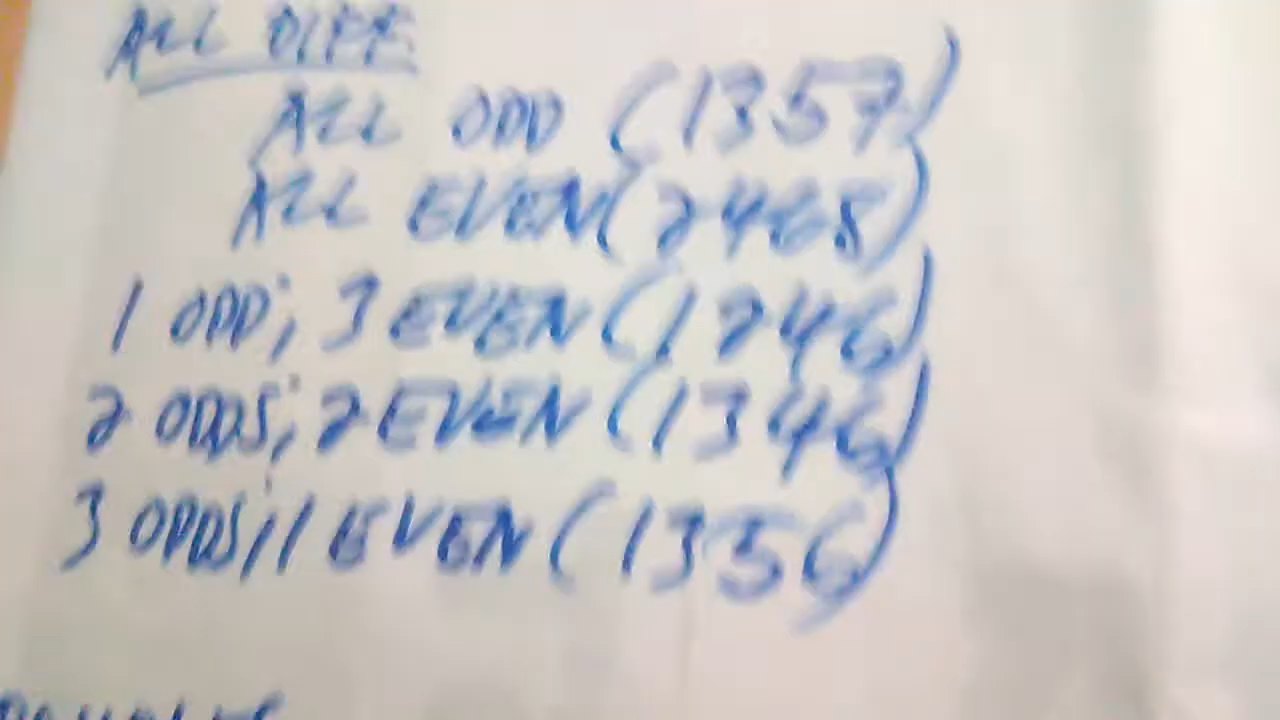 ALL DIFF.
ALL ODD (1357)
ALL EVEN (2468)
1 ODD; 3 EVEN (1246)
2 ODDS; 2 EVEN (1346)
3 ODDS; 1 EVEN (1356)